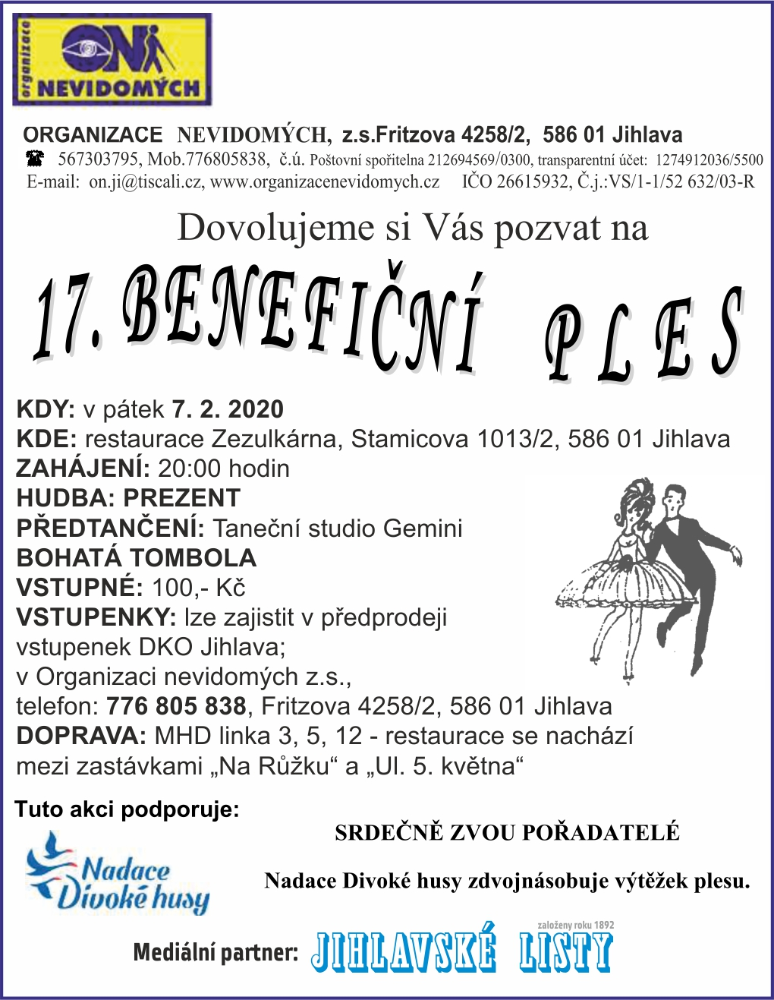 organizace
ONi
NEVIDOMÝCH
ORGANIZACE NEVIDOMÝCH, z.s.Fritzova 4258/2, 586 01 Jihlava
☎ 567303795, Mob.776805838, č.ú. Poštovní spořitelna 212694569/0300, transparentní účet: 1274912036/5500
E-mail: on.ji@tiscali.cz, www.organizacenevidomych.cz IČO 26615932, Č.j.:VS/1-1/52 632/03-R
Dovolujeme si Vás pozvat na
17. BENEFIČNÍ PLES
KDY: v pátek 7. 2. 2020
KDE: restaurace Zezulkárna, Stamicova 1013/2, 586 01 Jihlava
ZAHÁJENÍ: 20:00 hodin
HUDBA: PREZENT
PŘEDTANČENÍ: Taneční studio Gemini
BOHATÁ TOMBOLA
VSTUPNÉ: 100,- Kč
VSTUPENKY: lze zajistit v předprodeji
vstupenek DKO Jihlava;
v Organizaci nevidomých z.s.,
telefon: 776 805 838, Fritzova 4258/2, 586 01 Jihlava
DOPRAVA: MHD linka 3, 5, 12 - restaurace se nachází
mezi zastávkami „Na Růžku“ a „Ul. 5. května“
Tuto akci podporuje:
SRDEČNĚ ZVOU POŘADATELÉ
Nadace
Divoké husy
Nadace Divoké husy zdvojnásobuje výtěžek plesu.
založeny roku 1892
Mediální partner: JIHLAVSKÉ LISTY